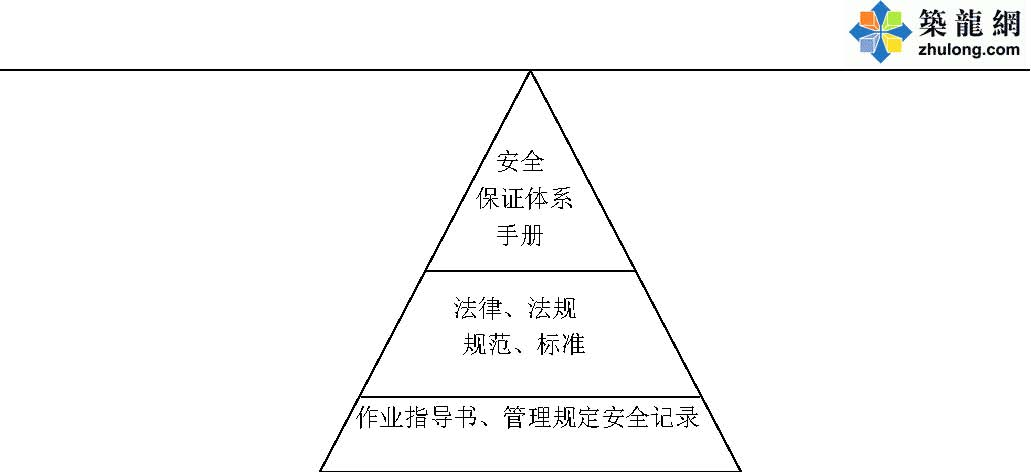 築龍網
zhulong.com
安全
保证体系
手册
法律、法规
规范、标准
作业指导书、管理规定安全记录